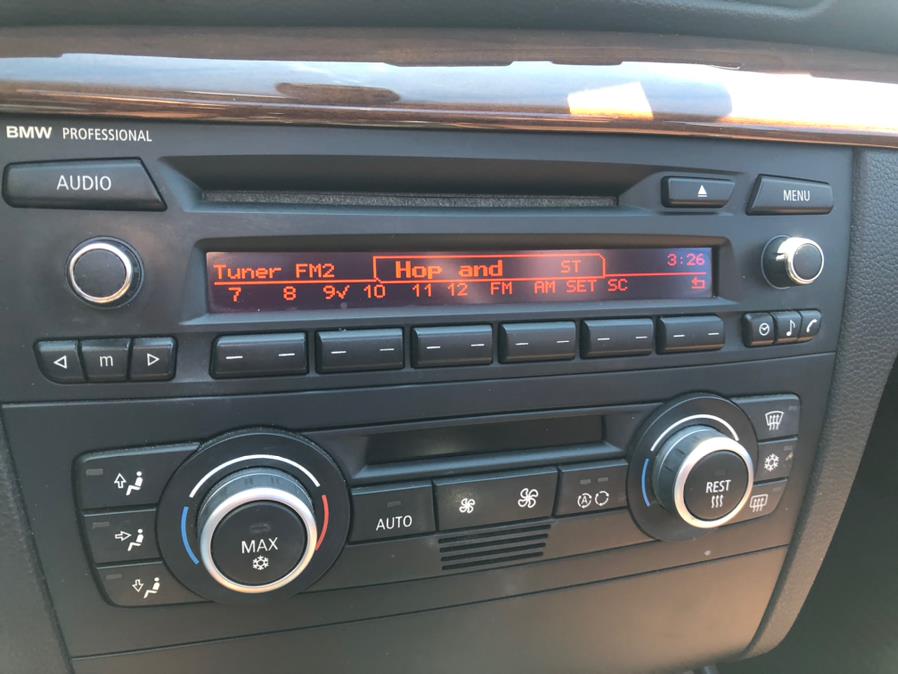 BMW PROFESSIONAL
AUDIO
MENU
Tuner FM2 Hop and ST 3:26
7 8 9✓ 10 11 12 FM AM SET SC
m
MAX
AUTO
A
REST